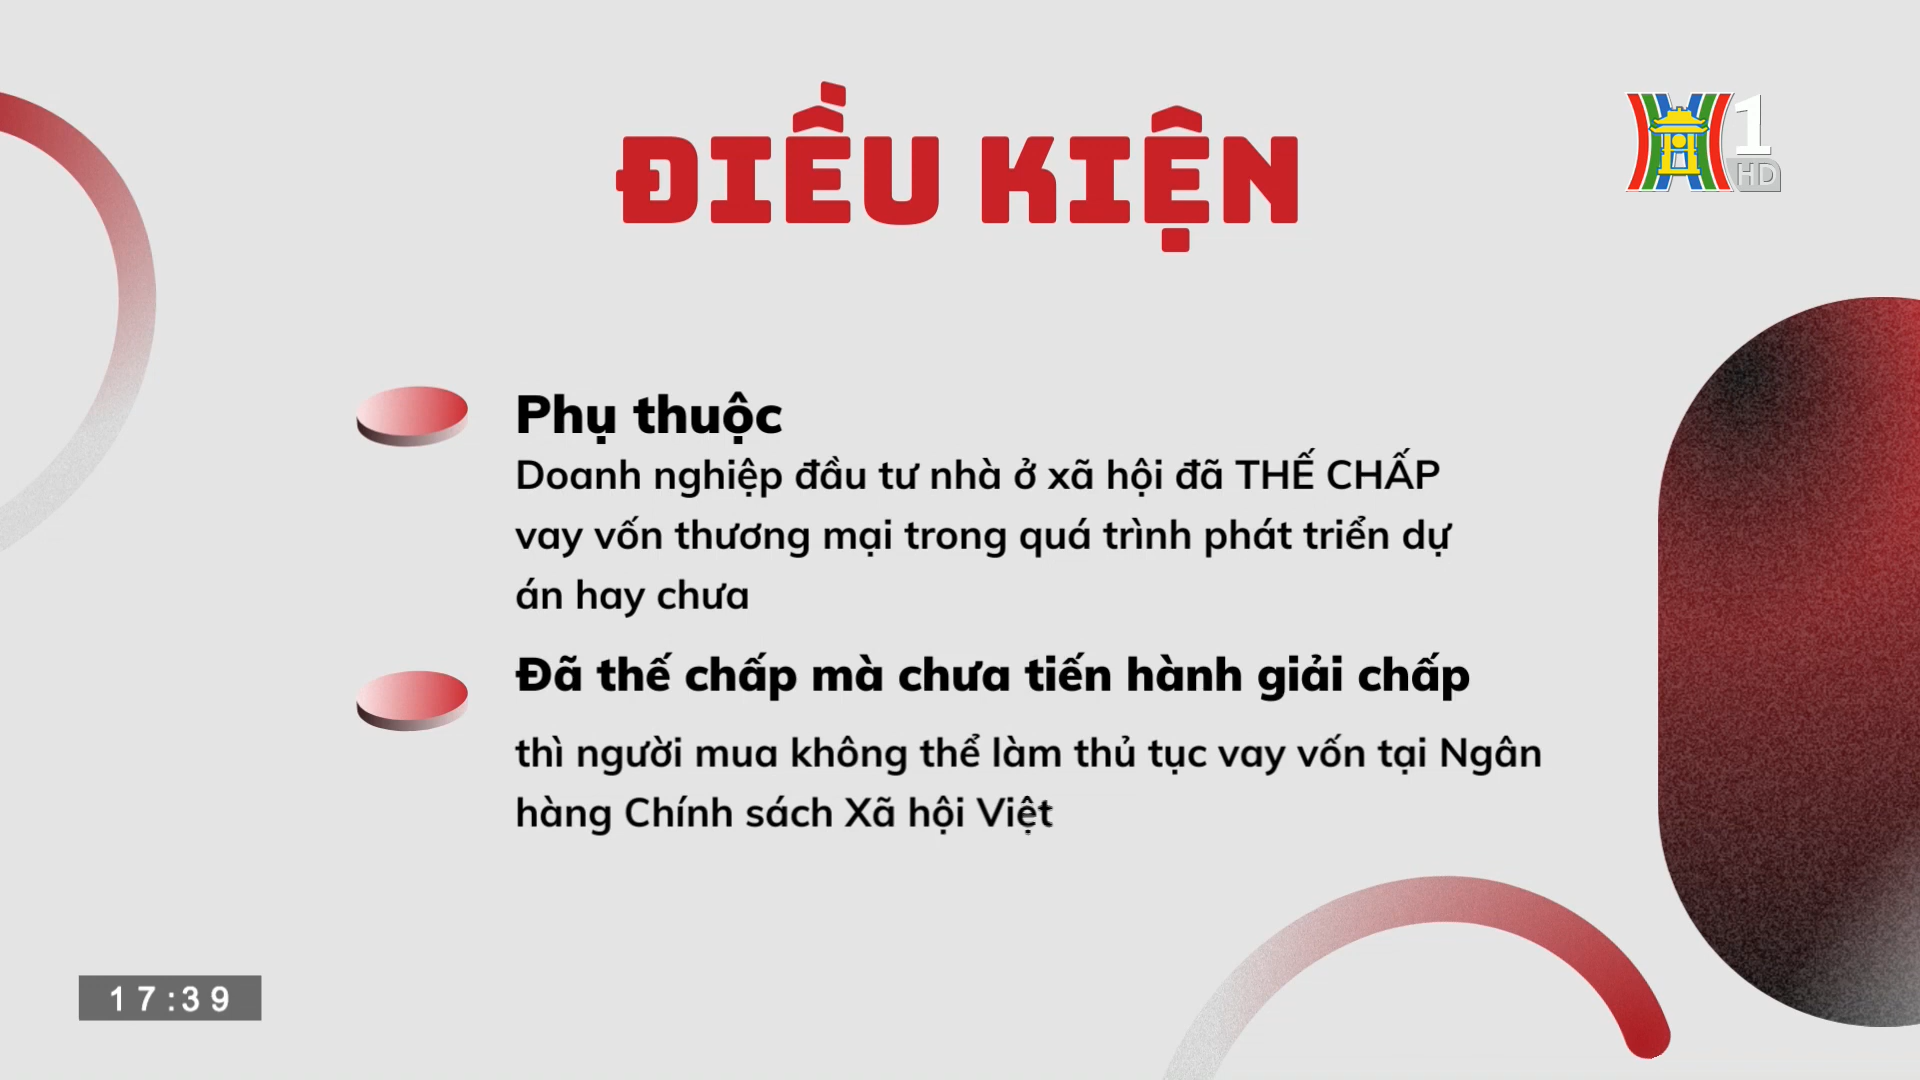 ĐIỀU KIỆN
1
HD
Phụ thuộc
Doanh nghiệp đầu tư nhà ở xã hội đã THẾ CHẤP
vay vốn thương mại trong quá trình phát triển dự
án hay chưa
Đã thế chấp mà chưa tiến hành giải chấp
thì người mua không thể làm thủ tục vay vốn tại Ngân
hàng Chính sách Xã hội Việt
17:39